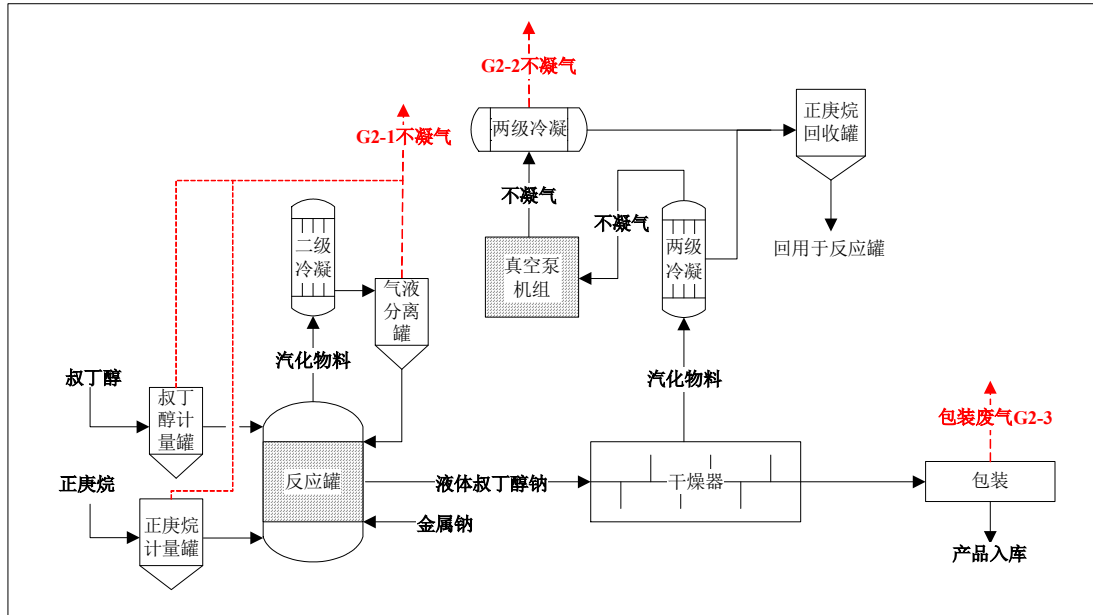 G2-2不凝气
G2-1不凝气
两级冷凝
正庚烷
回收罐
不凝气
不凝气
二级
冷凝
真空泵
机组
两级
冷凝
回用于反应罐
气液
分离
罐
汽化物料
汽化物料
叔丁醇
叔丁
醇计
量罐
包装废气G2-3
反应罐
液体叔丁醇钠
干燥器
包装
正庚烷
金属钠
正庚烷
计量罐
产品入库